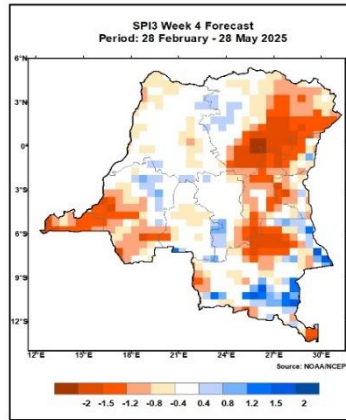 SPI3 Week 4 Forecast
Period: 28 February - 28 May 2025
6°N
3°N
0°
3°S
6°S
9°S
12°S
12°E 15°E 18°E 21°E 24°E 27°E 30°E
Source: NOAA/NCEP
-2 -1.5 -1.2 -0.8 -0.4 0.4 0.8 1.2 1.5 2